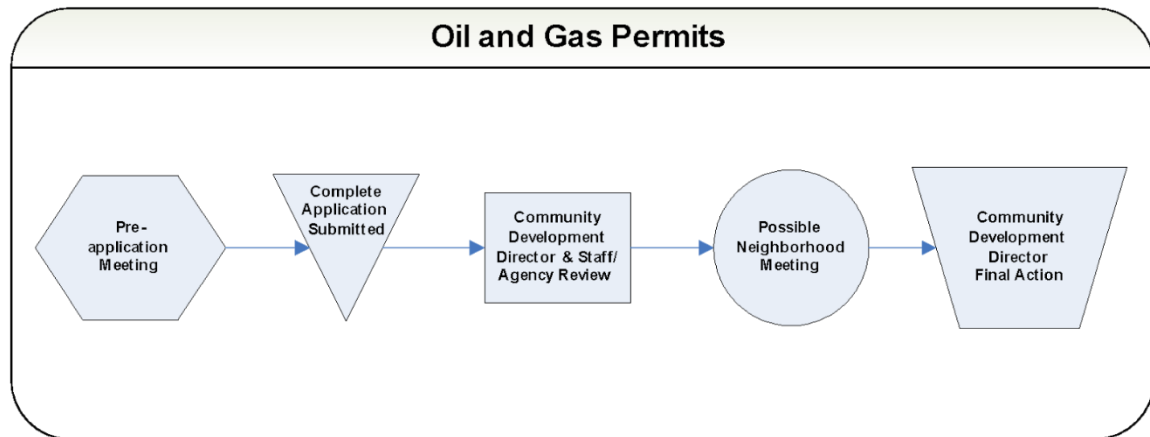 Oil and Gas Permits
Pre-
application
Meeting
Complete
Application
Submitted
Community
Development
Director & Staff/
Agency Review
Possible
Neighborhood
Meeting
Community
Development
Director
Final Action